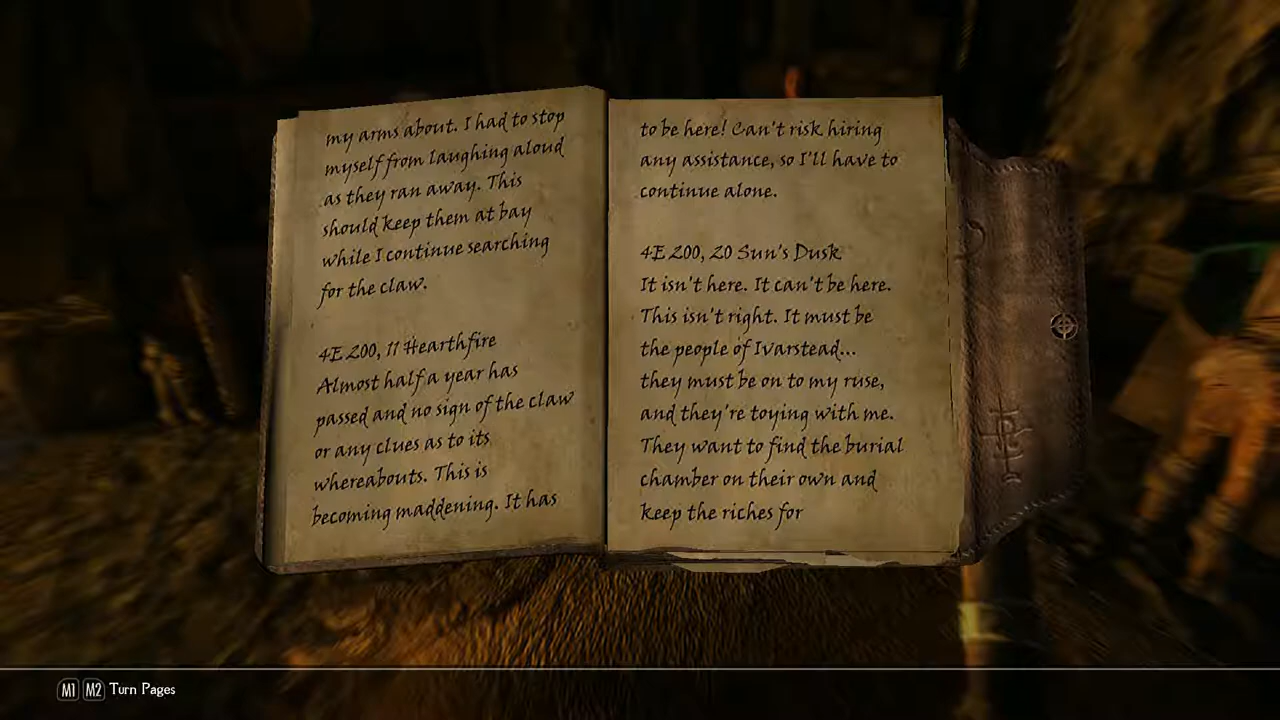 my arms about. I had to stop
myself from laughing aloud
as they ran away. This
should keep them at bay
while I continue searching
for the claw.
4E 200, 11 Hearthfire
Almost half a year has
passed and no sign of the claw
or any clues as to its
whereabouts. This is
becoming maddening. It has
to be here! Can't risk hiring
any assistance, so I'll have to
continue alone.
4E 200, 20 Sun's Dusk
It isn't here. It can't be here.
This isn't right. It must be
the people of Ivarstead...
they must be on to my ruse,
and they're toying with me.
They want to find the burial
chamber on their own and
keep the riches for
M1 M2 Turn Pages